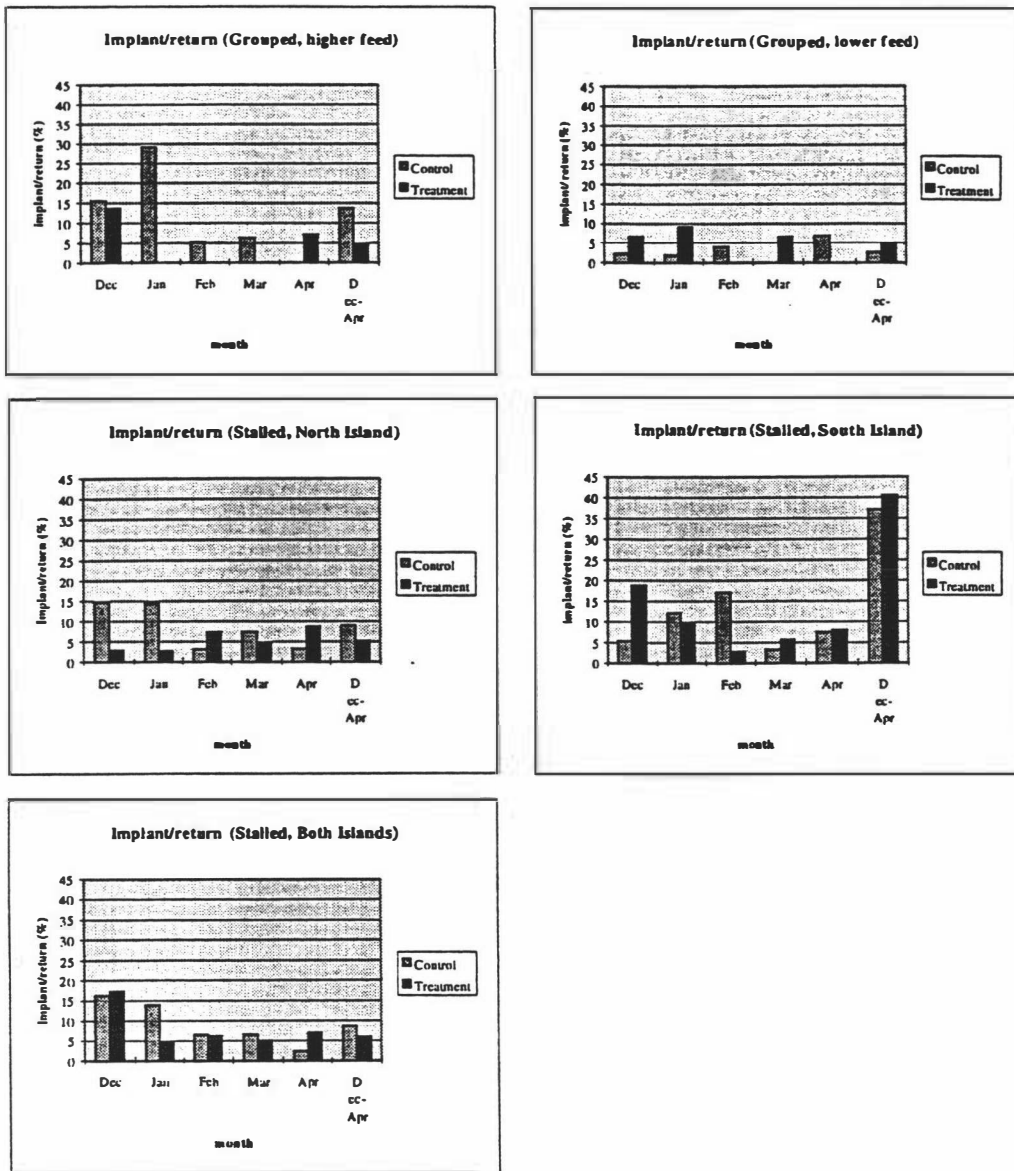 Implant/return (Grouped, higher feed)
45
40
35
30
25
20
15
10
5
0
Implant/return (%)
Dec Jan Feb Mar Apr D
ec-
Apr
month
Control
Treatment
Implant/return (Grouped, lower feed)
45
40
35
30
25
20
15
10
5
0
Implant/return (%)
Dec Jan Feb Mar Apr D
ec-
Apr
month
Control
Treatment
Implant/return (Stalled, North Island)
45
40
35
30
25
20
15
10
5
0
Implant/return (%)
Dec Jan Feb Mar Apr D
ec-
Apr
month
Control
Treatment
Implant/return (Stalled, South Island)
45
40
35
30
25
20
15
10
5
0
Implant/return (%)
Dec Jan Feb Mar Apr D
ec-
Apr
month
Control
Treatment
Implant/return (Stalled, Both Islands)
45
40
35
30
25
20
15
10
5
0
Implant/return (%)
Dec Jan Feb Mar Apr D
ec-
Apr
month
Control
Treatment